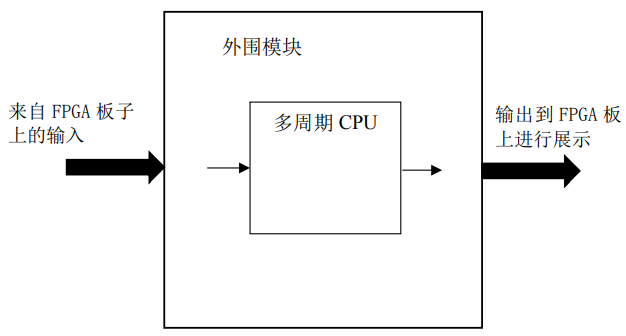 外围模块
来自 FPGA 板子
上的输入
多周期 CPU
输出到 FPGA 板
上进行展示